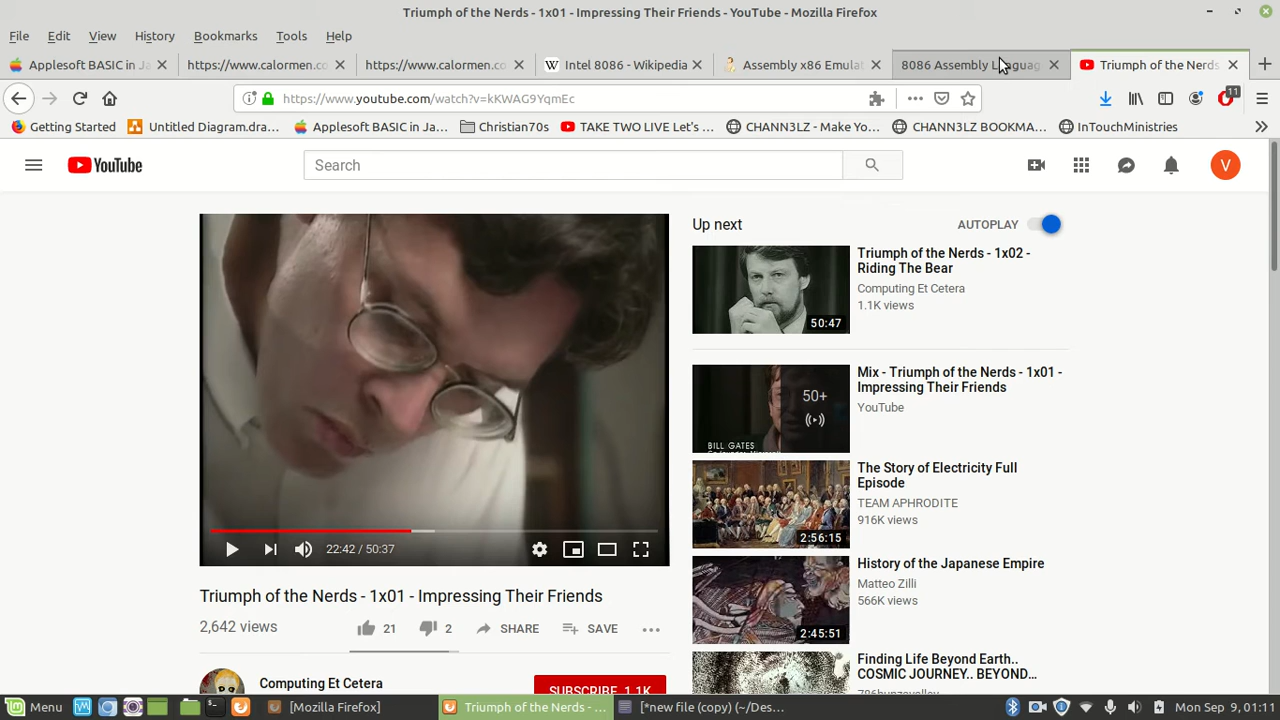 Triumph of the Nerds - 1x01 - Impressing Their Friends - YouTube - Mozilla Firefox
File Edit View History Bookmarks Tools Help
Applesoft BASIC in Ja https://www.calormen.co https://www.calormen.co W Intel 8086 - Wikipedia Assembly x86 Emulat 8086 Assembly Languag Triumph of the Nerds
https://www.youtube.com/watch?v=kKWAG9YqmEc 11
Getting Started Untitled Diagram.dra... Applesoft BASIC in Ja... Christian70s TAKE TWO LIVE Let's ... CHANN3LZ - Make Yo... CHANN3LZ BOOKMA... InTouchMinistries
YouTube Search V
Up next AUTOPLAY
Triumph of the Nerds - 1x02 -
Riding The Bear
Computing Et Cetera
1.1K views
50:47
Mix - Triumph of the Nerds - 1x01 -
Impressing Their Friends
YouTube
50+
BILL GATES
The Story of Electricity Full
Episode
TEAM APHRODITE
916K views
2:56:15
22:42 / 50:37
History of the Japanese Empire
Matteo Zilli
566K views
2:45:51
Triumph of the Nerds - 1x01 - Impressing Their Friends
2,642 views 21 2 SHARE SAVE
Finding Life Beyond Earth..
COSMIC JOURNEY.. BEYOND...
Computing Et Cetera
SUBSCRIBE 1.1K
Menu [Mozilla Firefox] Triumph of the Nerds - ... [*new file (copy) (~/Des... Mon Sep 9, 01:11